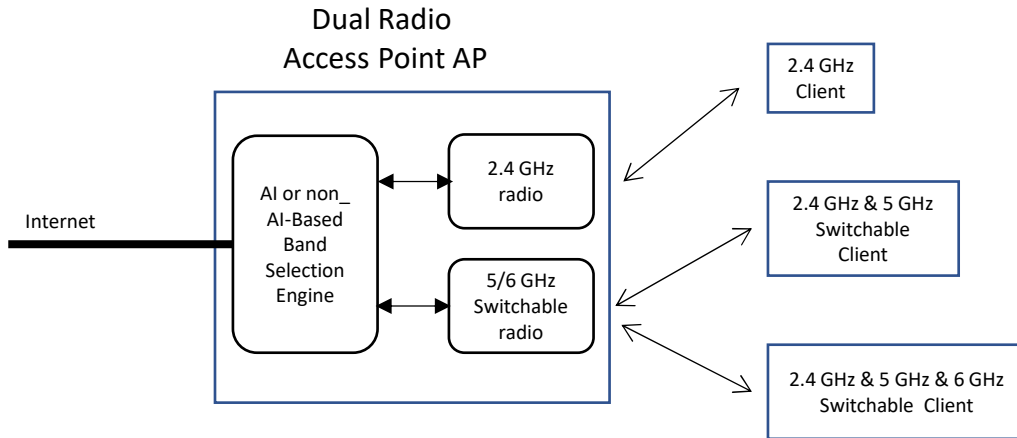 Dual Radio
Access Point AP
2.4 GHz
Client
AI or non_
AI-Based
Band
Selection
Engine
2.4 GHz
radio
Internet
2.4 GHz & 5 GHz
Switchable
Client
5/6 GHz
Switchable
radio
2.4 GHz & 5 GHz & 6 GHz
Switchable Client